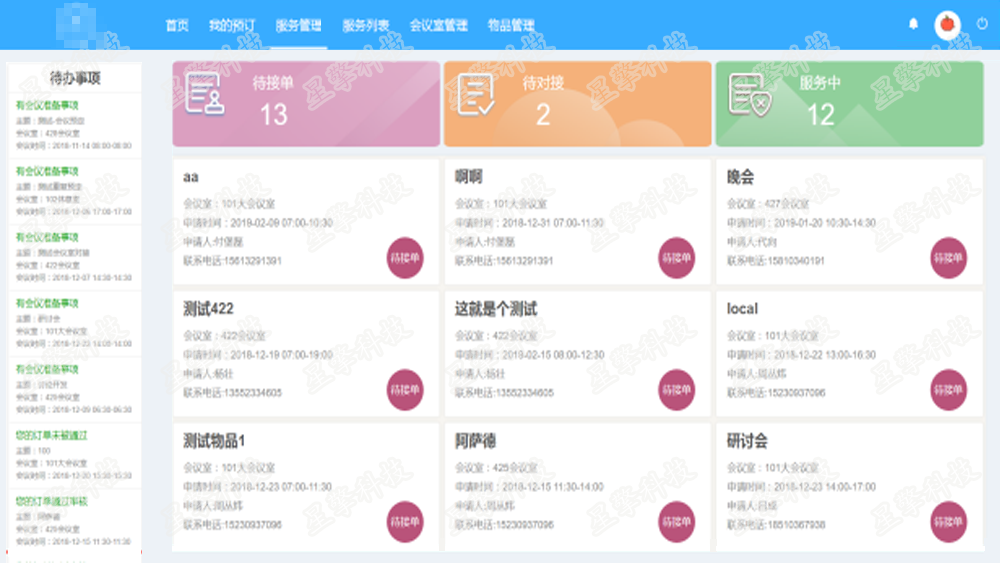 首页 我的预订 服务管理 服务列表 会议室管理 物品管理
待办事项
有会议准备事项
主题：测试-会议预定
会议室：428会议室
会议时间：2018-11-14 08:00-08:00
有会议准备事项
主题：测试重复预定
会议室：102休息室
会议时间：2018-12-06 17:00-17:00
有会议准备事项
主题：测试会议室对接
会议室：422会议室
会议时间：2018-12-07 14:30-14:30
有会议准备事项
主题：研讨会
会议室：101大会议室
会议时间：2018-12-23 14:00-14:00
有会议准备事项
主题：讨论开发
会议室：429会议室
会议时间：2018-12-09 06:30-06:30
您的订单未被通过
主题：100
会议室：101大会议室
会议时间：2018-12-20 15:30-15:30
您的订单通过审核
会议室：429会议室
会议时间：2018-12-15 11:30-11:30
待接单
13
待对接
2
服务中
12
aa
会议室：101大会议室
申请时间：2019-02-09 07:00-10:30
申请人:付堡磊
联系电话:15613291391
待接单
啊啊
会议室：101大会议室
申请时间：2018-12-31 07:00-11:30
申请人:付堡磊
联系电话:15613291391
待接单
晚会
会议室：427会议室
申请时间：2019-01-20 10:30-14:30
申请人:代向
联系电话:15810340191
待接单
测试422
会议室：422会议室
申请时间：2018-12-19 07:00-19:00
申请人:杨壮
联系电话:13552334605
待接单
这就是个测试
会议室：422会议室
申请时间：2019-02-15 08:00-12:30
申请人:杨壮
联系电话:13552334605
待接单
local
会议室：101大会议室
申请时间：2018-12-22 13:00-16:30
申请人:周丛炜
联系电话:15230937096
待接单
测试物品1
会议室：101大会议室
申请时间：2018-12-23 07:00-11:30
申请人:周丛炜
联系电话:15230937096
待接单
阿萨德
会议室：425会议室
申请时间：2018-12-15 11:30-14:00
申请人:周丛炜
联系电话:15230937096
待接单
研讨会
会议室：101大会议室
申请时间：2018-12-23 14:00-17:00
申请人:吕成
联系电话:18510367938
待接单
星擎科技